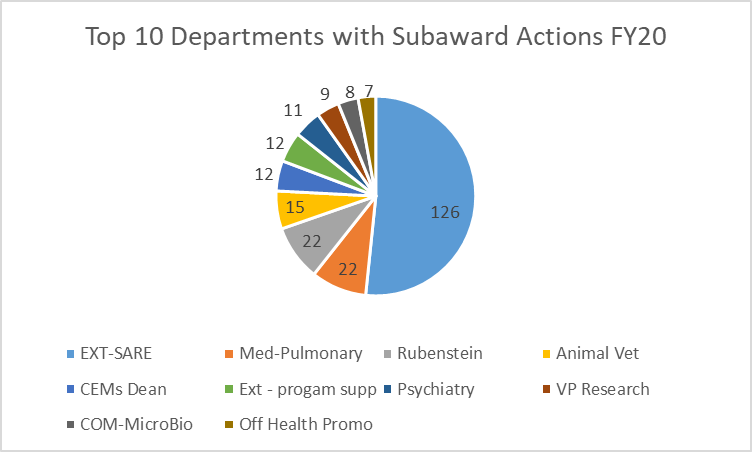 Top 10 Departments with Subaward Actions FY20
7
8
9
11
12
12
15
22
22
126
EXT-SARE Med-Pulmonary Rubenstein Animal Vet
CEMs Dean Ext - progam supp Psychiatry VP Research
COM-MicroBio Off Health Promo